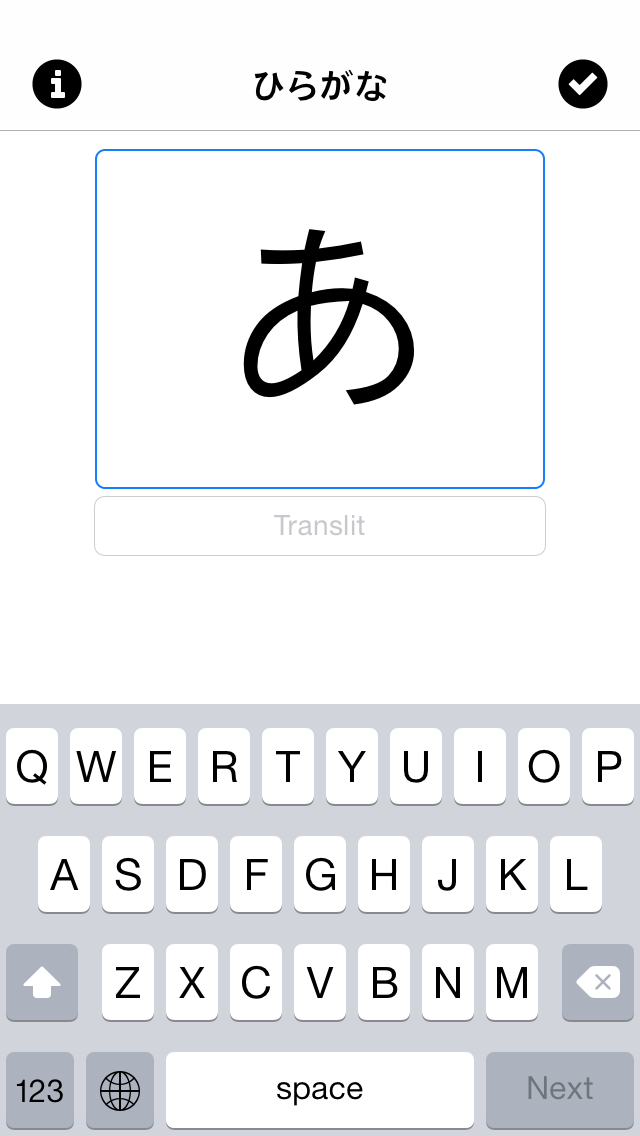 ひらがな
あ
Translit
Q W E R T Y U I O P
A S D F G H J K L
Z X C V B N M
123 space Next